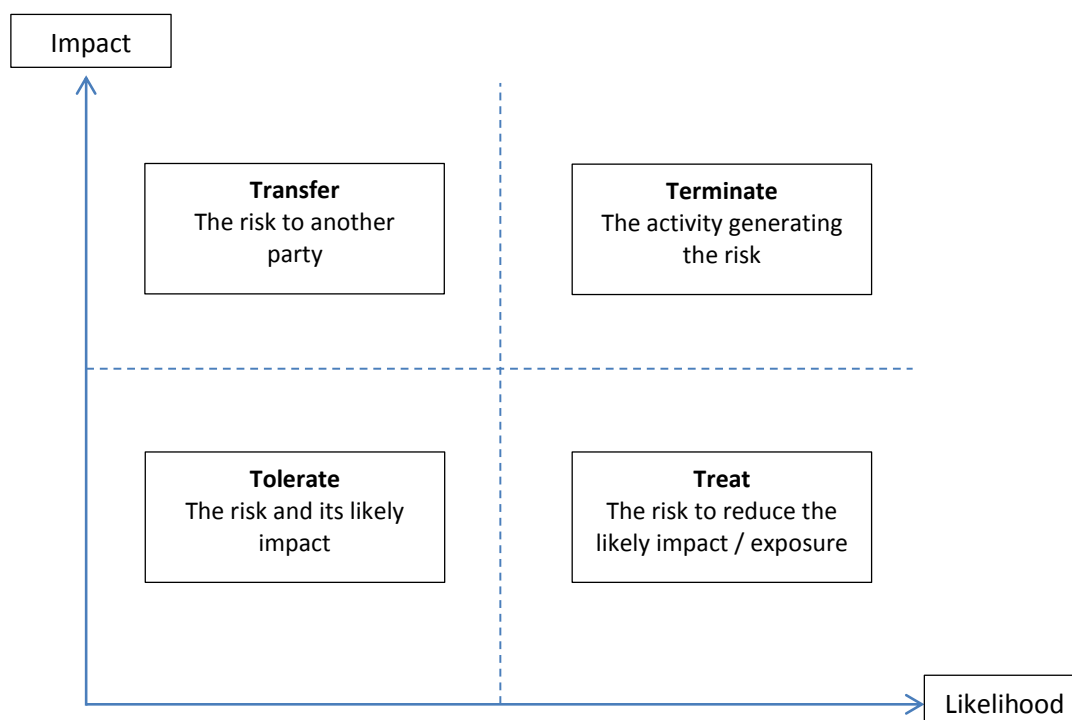 Impact
Transfer
The risk to another
party
Terminate
The activity generating
the risk
Tolerate
The risk and its likely
impact
Treat
The risk to reduce the
likely impact / exposure
Likelihood